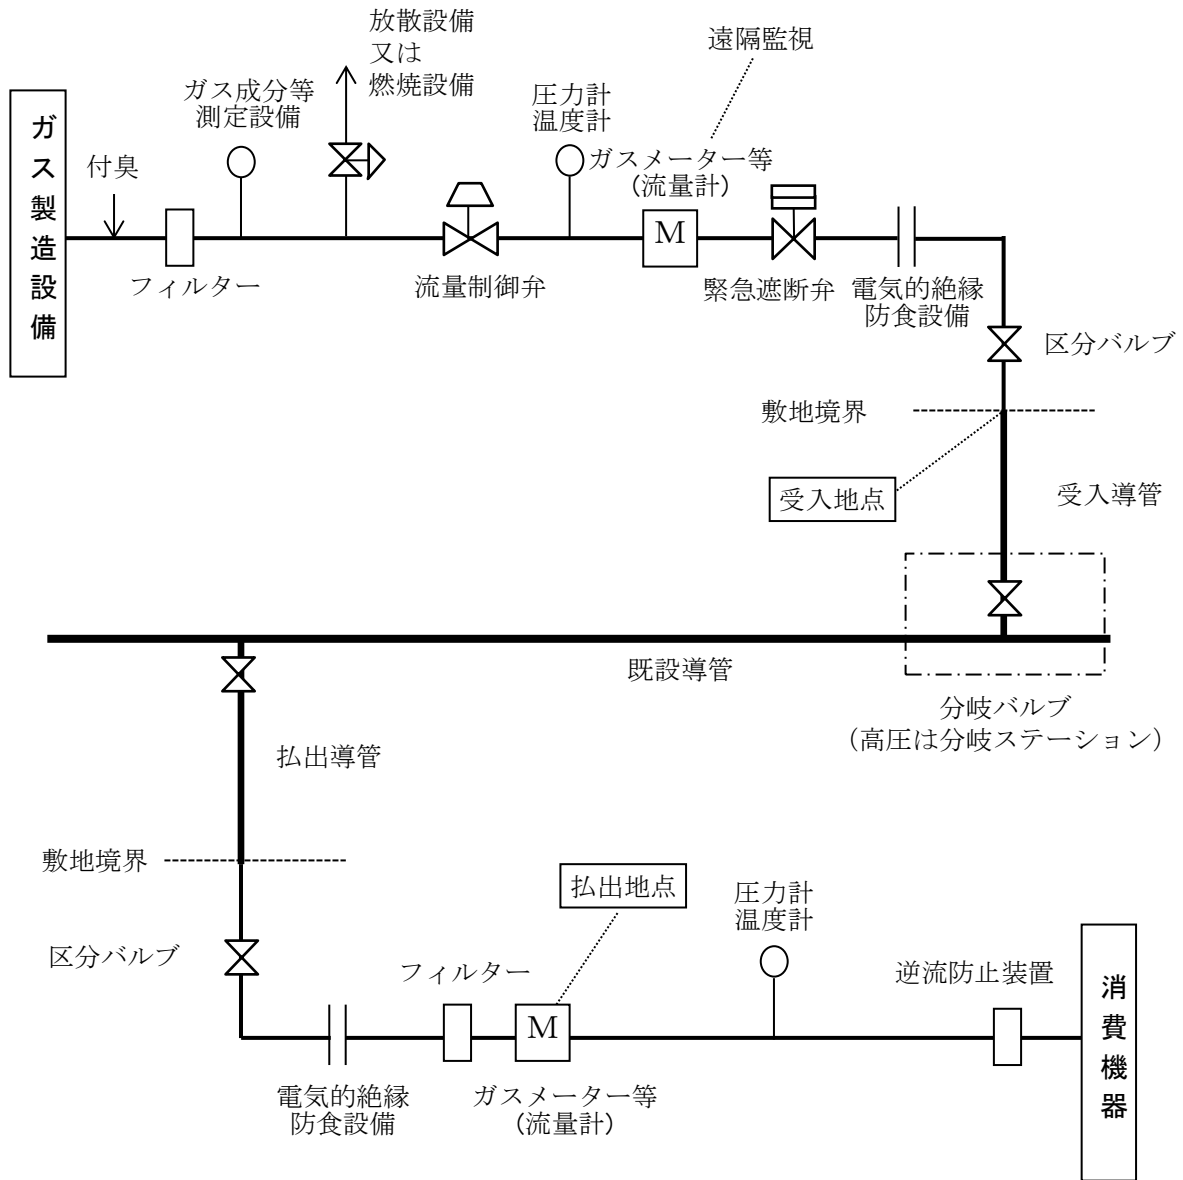 放散設備
又は
燃焼設備
遠隔監視
ガス成分等
測定設備
圧力計
温度計
ガス製造設備
付臭
ガスメーター等
(流量計)
M
フィルター
流量制御弁
緊急遮断弁
電気的絶縁
防食設備
区分バルブ
敷地境界
受入地点
受入導管
既設導管
分岐バルブ
(高圧は分岐ステーション)
払出導管
敷地境界
払出地点
圧力計
温度計
区分バルブ
フィルター
逆流防止装置
消費機器
M
電気的絶縁
防食設備
ガスメーター等
(流量計)